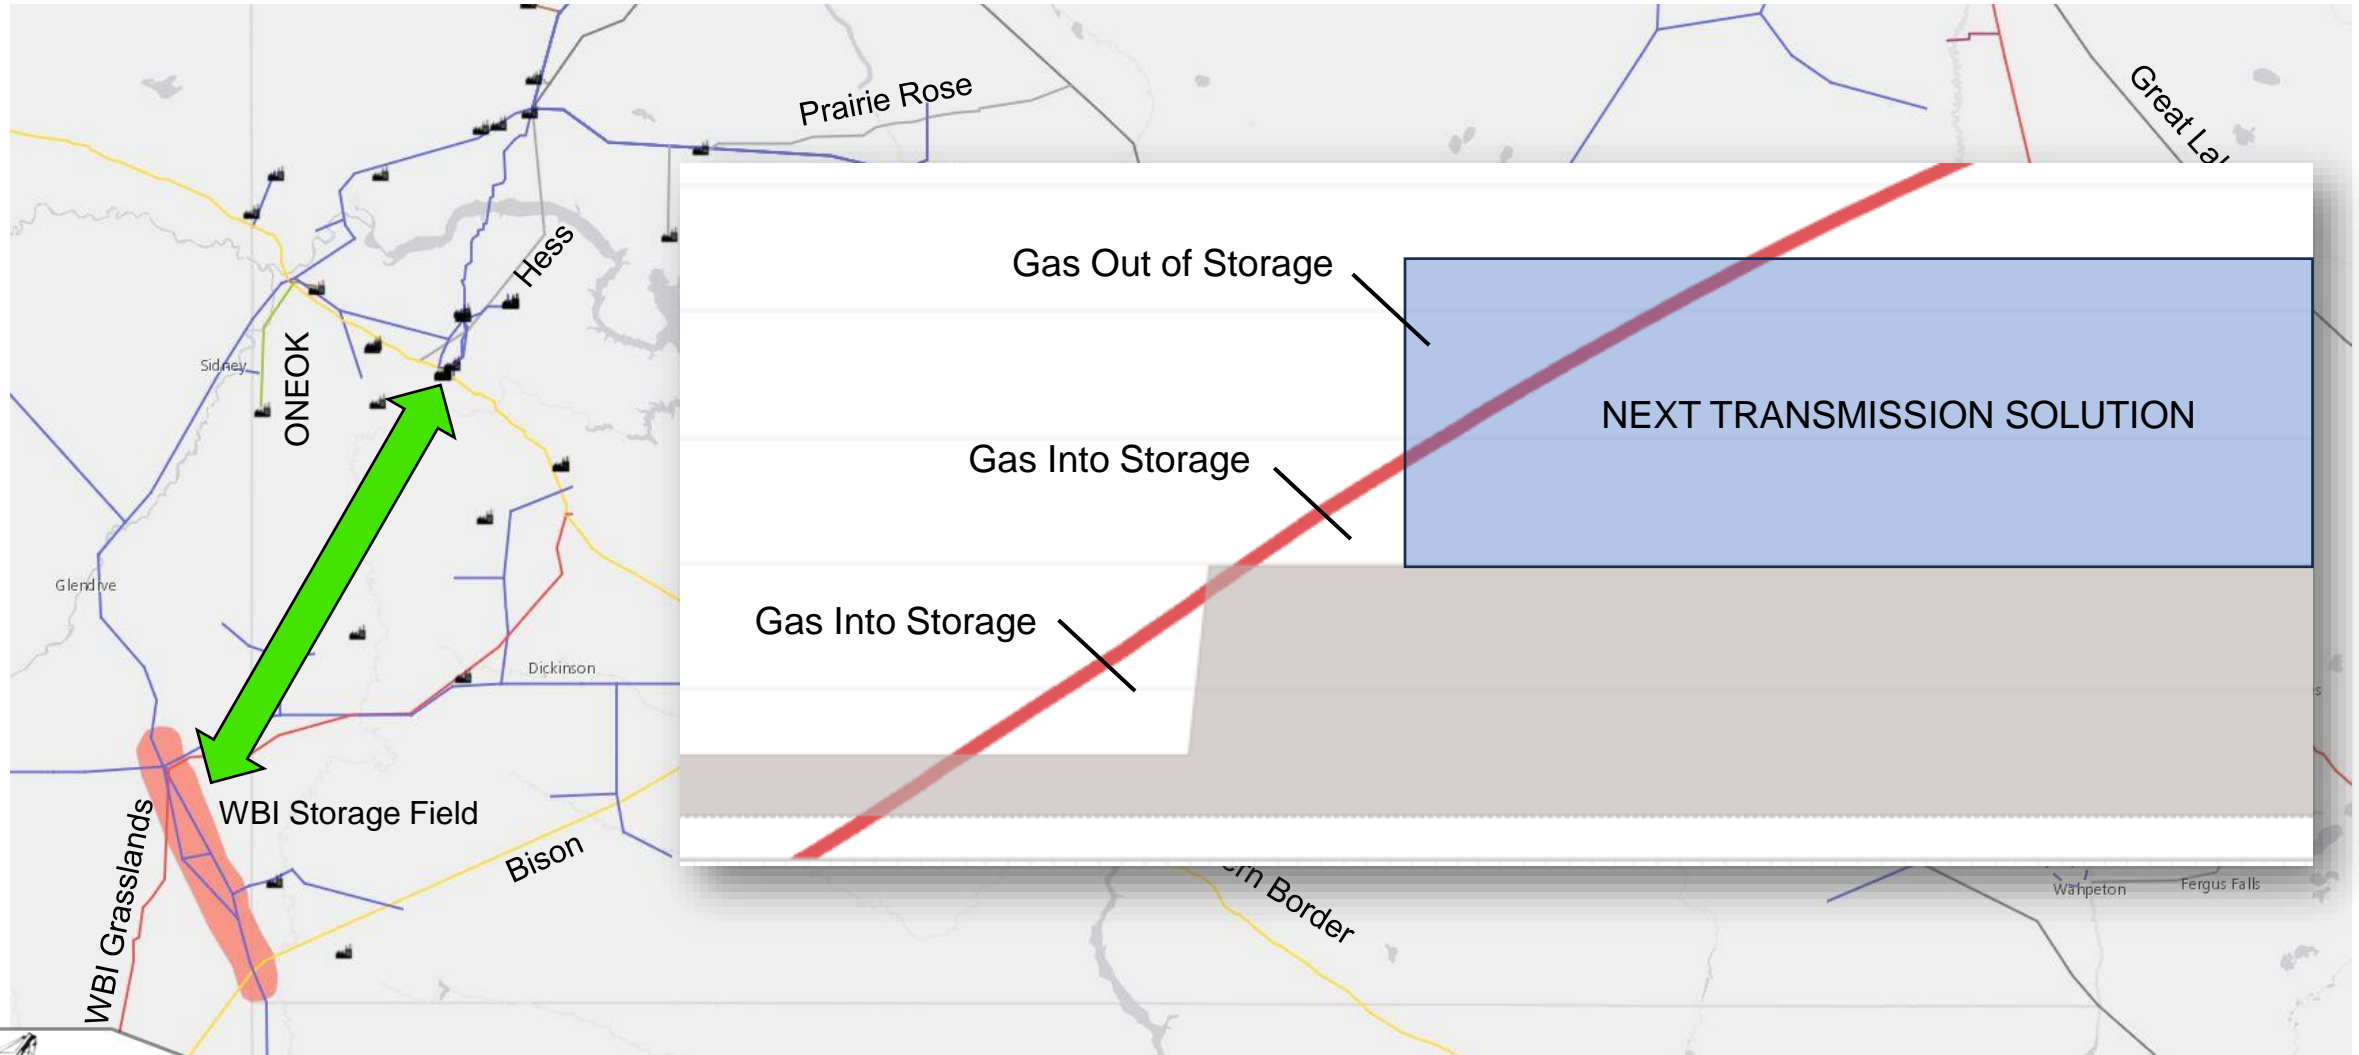 Prairie Rose
Great La
Hess
Gas Out of Storage
Sidney
ONEOK
NEXT TRANSMISSION SOLUTION
Gas Into Storage
Glendive
Gas Into Storage
Dickinson
WBI Storage Field
WBI Grasslands
Bison
Border
Wahpeton
Fergus Falls